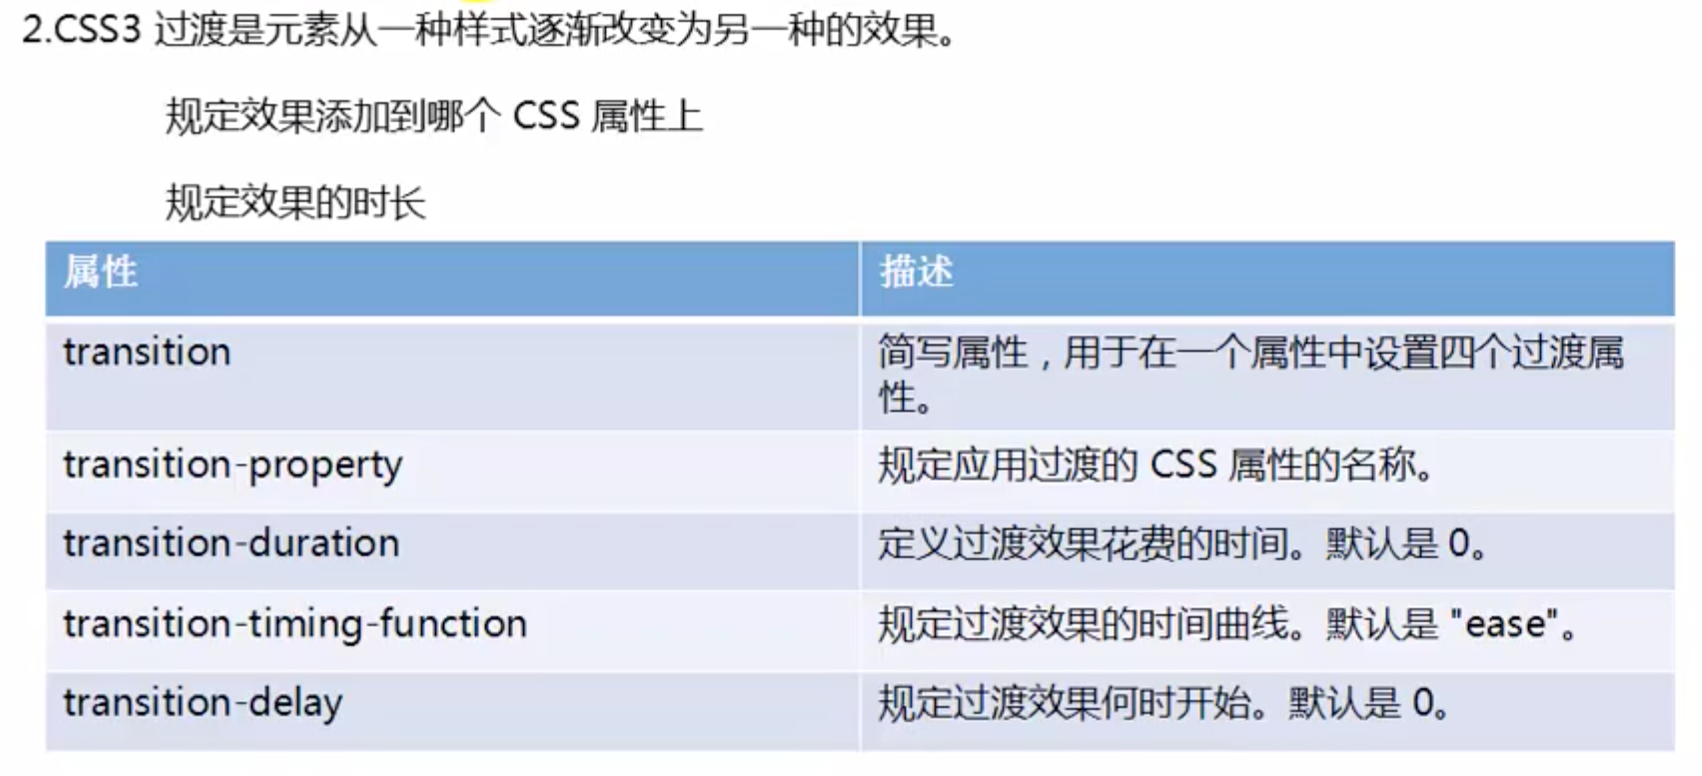 2.CSS3 过渡是元素从一种样式逐渐改变为另一种的效果。
规定效果添加到哪个 CSS 属性上
规定效果的时长
属性
描述
transition
简写属性，用于在一个属性中设置四个过渡属
性。
transition-property
规定应用过渡的 CSS 属性的名称。
transition-duration
定义过渡效果花费的时间。默认是 0。
transition-timing-function
规定过渡效果的时间曲线。默认是 "ease"。
transition-delay
规定过渡效果何时开始。默认是 0。